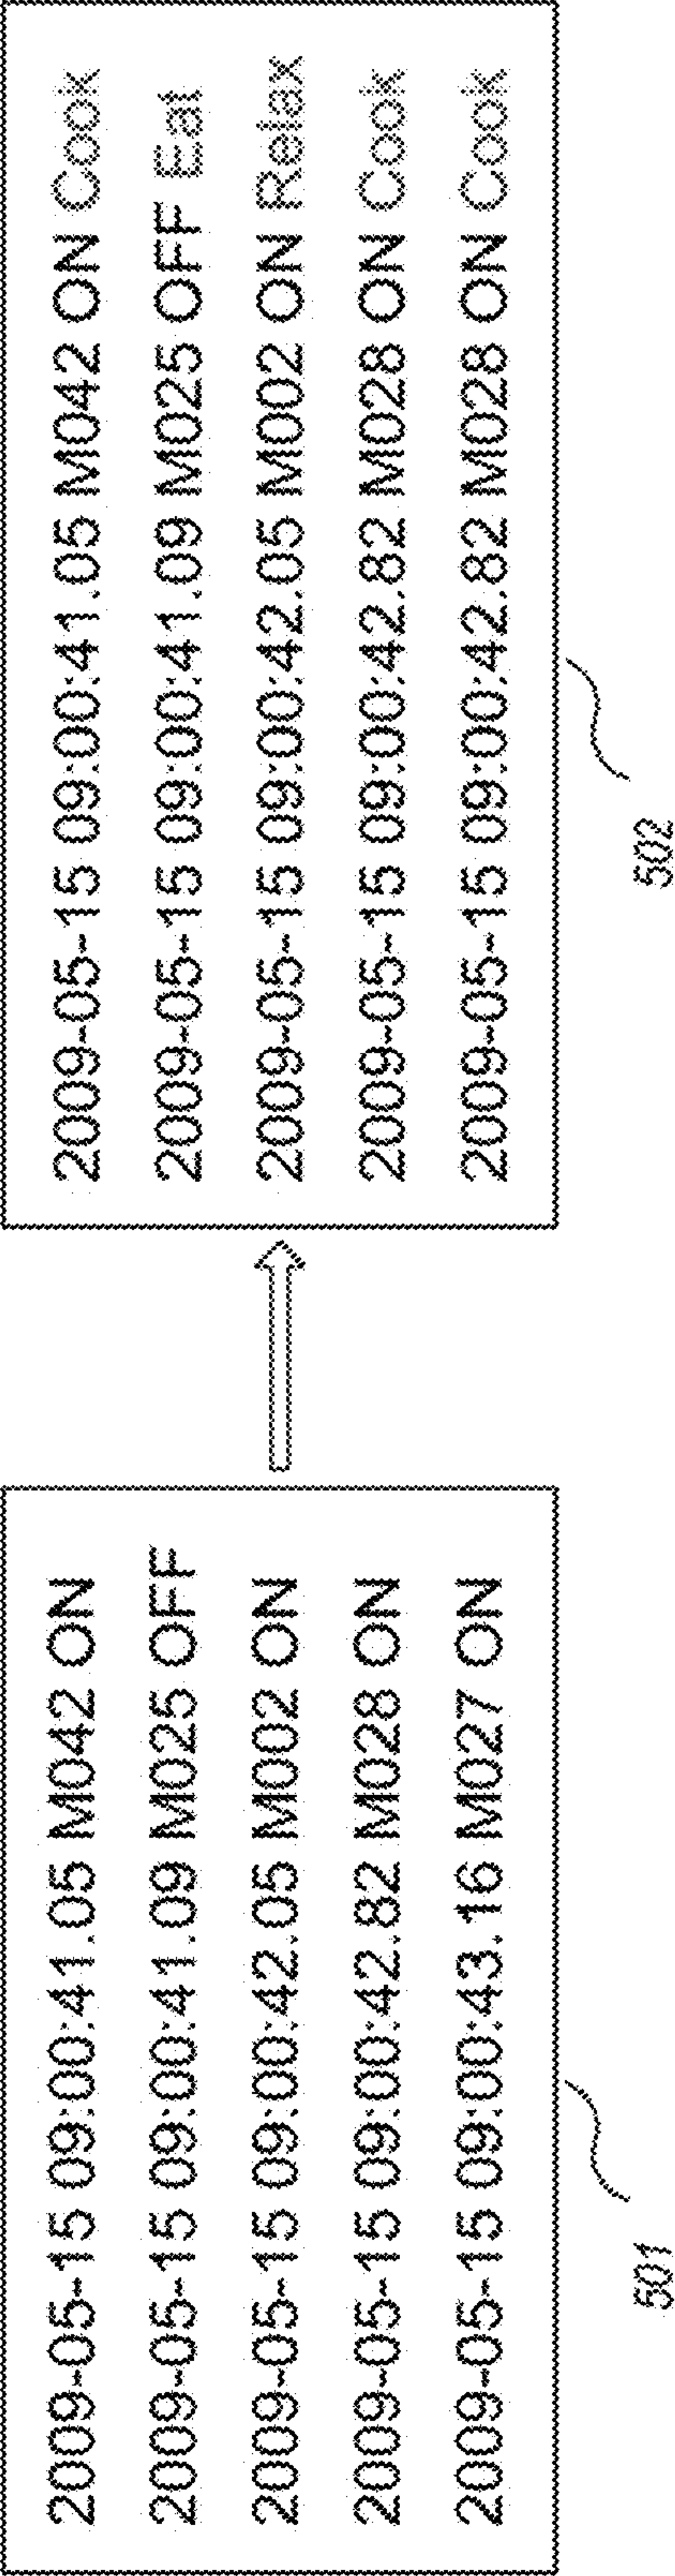 2009-05-15 09:00:41.05 M042 ON
2009-05-15 09:00:41.09 M025 OFF
2009-05-15 09:00:42.05 M002 ON
2009-05-15 09:00:42.82 M028 ON
2009-05-15 09:00:43.16 M027 ON
501
2009-05-15 09:00:41.05 M042 ON Cook
2009-05-15 09:00:41.09 M025 OFF Eat
2009-05-15 09:00:42.05 M002 ON Relax
2009-05-15 09:00:42.82 M028 ON Cook
2009-05-15 09:00:42.82 M028 ON Cook
502